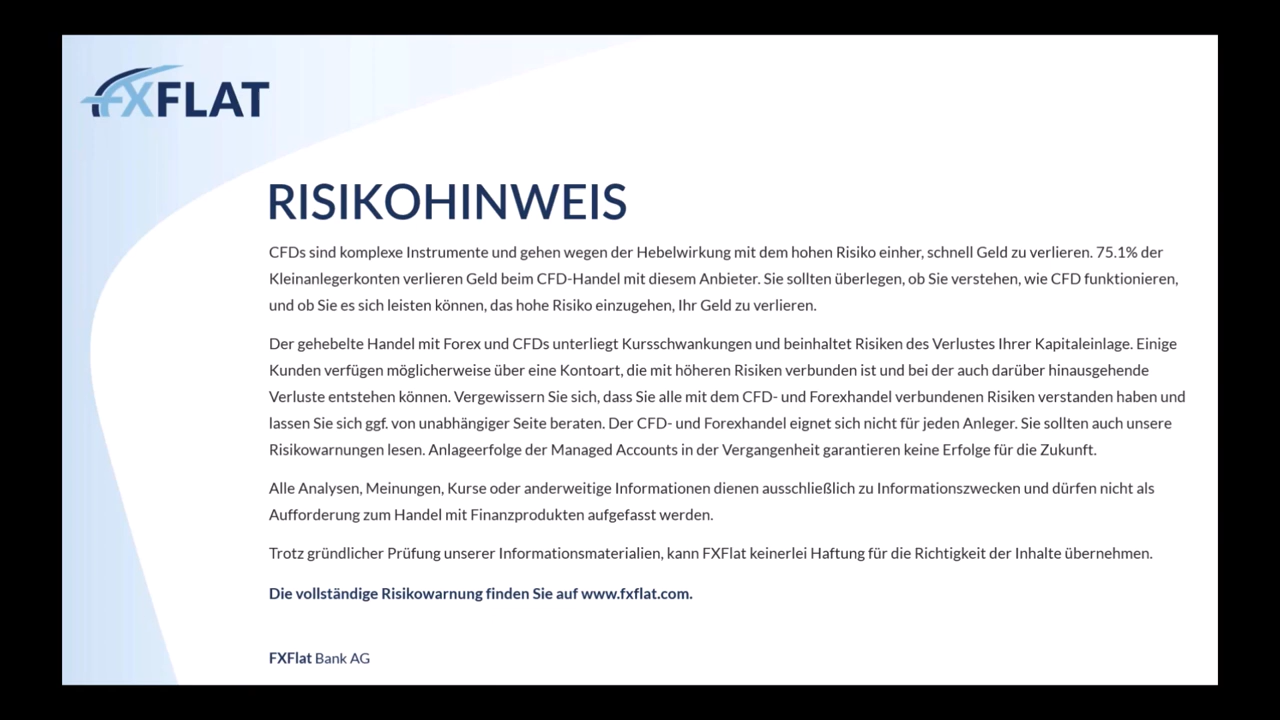 FXFLAT
RISIKOHINWEIS
CFDs sind komplexe Instrumente und gehen wegen der Hebelwirkung mit dem hohen Risiko einher, schnell Geld zu verlieren. 75.1% der
Kleinanlegerkonten verlieren Geld beim CFD-Handel mit diesem Anbieter. Sie sollten überlegen, ob Sie verstehen, wie CFD funktionieren,
und ob Sie es sich leisten können, das hohe Risiko einzugehen, Ihr Geld zu verlieren.
Der gehebelte Handel mit Forex und CFDs unterliegt Kursschwankungen und beinhaltet Risiken des Verlustes Ihrer Kapitaleinlage. Einige
Kunden verfügen möglicherweise über eine Kontoart, die mit höheren Risiken verbunden ist und bei der auch darüber hinausgehende
Verluste entstehen können. Vergewissern Sie sich, dass Sie alle mit dem CFD- und Forexhandel verbundenen Risiken verstanden haben und
lassen Sie sich ggf. von unabhängiger Seite beraten. Der CFD- und Forexhandel eignet sich nicht für jeden Anleger. Sie sollten auch unsere
Risikowarnungen lesen. Anlageerfolge der Managed Accounts in der Vergangenheit garantieren keine Erfolge für die Zukunft.
Alle Analysen, Meinungen, Kurse oder anderweitige Informationen dienen ausschließlich zu Informationszwecken und dürfen nicht als
Aufforderung zum Handel mit Finanzprodukten aufgefasst werden.
Trotz gründlicher Prüfung unserer Informationsmaterialien, kann FXFlat keinerlei Haftung für die Richtigkeit der Inhalte übernehmen.
Die vollständige Risikowarnung finden Sie auf www.fxflat.com.
FXFlat Bank AG